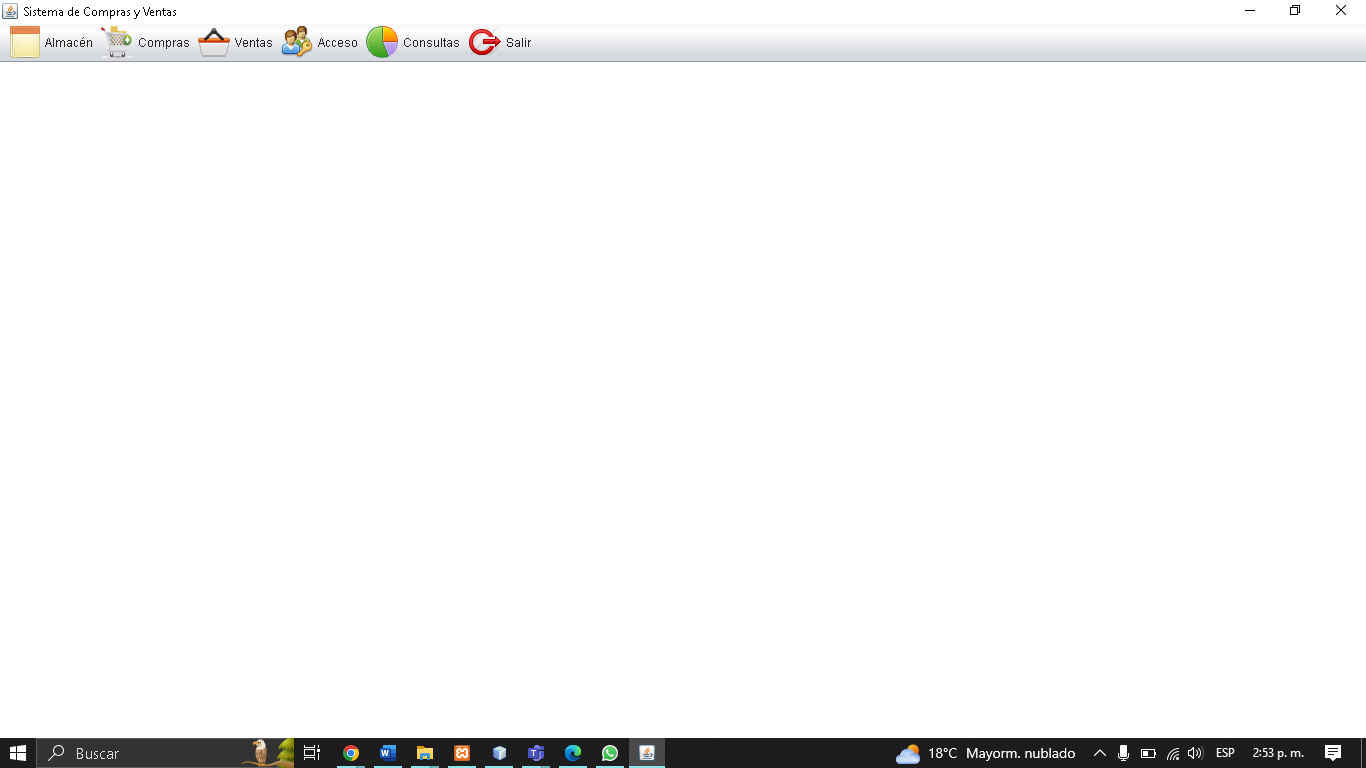 Sistema de Compras y Ventas
Almacén Compras Ventas Acceso Consultas Salir
Buscar 18°C Mayorm. nublado ESP 2:53 p. m.